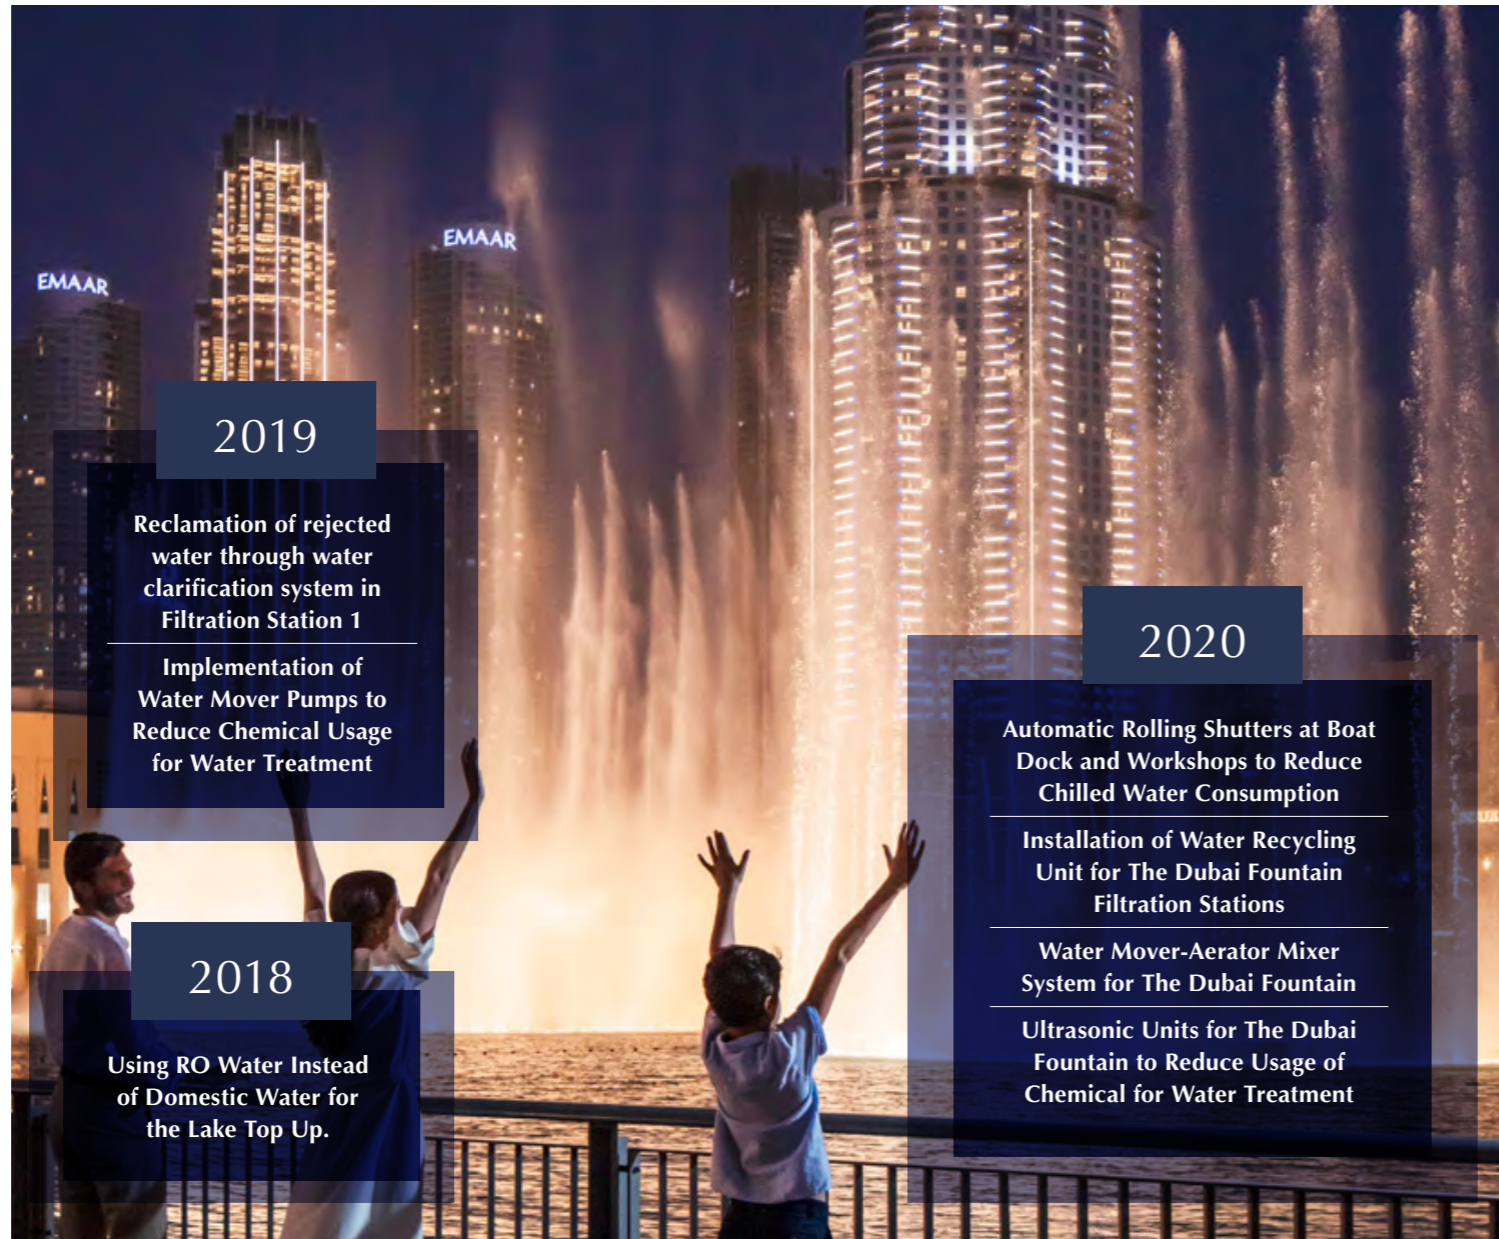 EMAAR
EMAAR
2019
Reclamation of rejected
water through water
clarification system in
Filtration Station 1
Implementation of
Water Mover Pumps to
Reduce Chemical Usage
for Water Treatment
2018
Using RO Water Instead
of Domestic Water for
the Lake Top Up.
2020
Automatic Rolling Shutters at Boat
Dock and Workshops to Reduce
Chilled Water Consumption
Installation of Water Recycling
Unit for The Dubai Fountain
Filtration Stations
Water Mover-Aerator Mixer
System for The Dubai Fountain
Ultrasonic Units for The Dubai
Fountain to Reduce Usage of
Chemical for Water Treatment